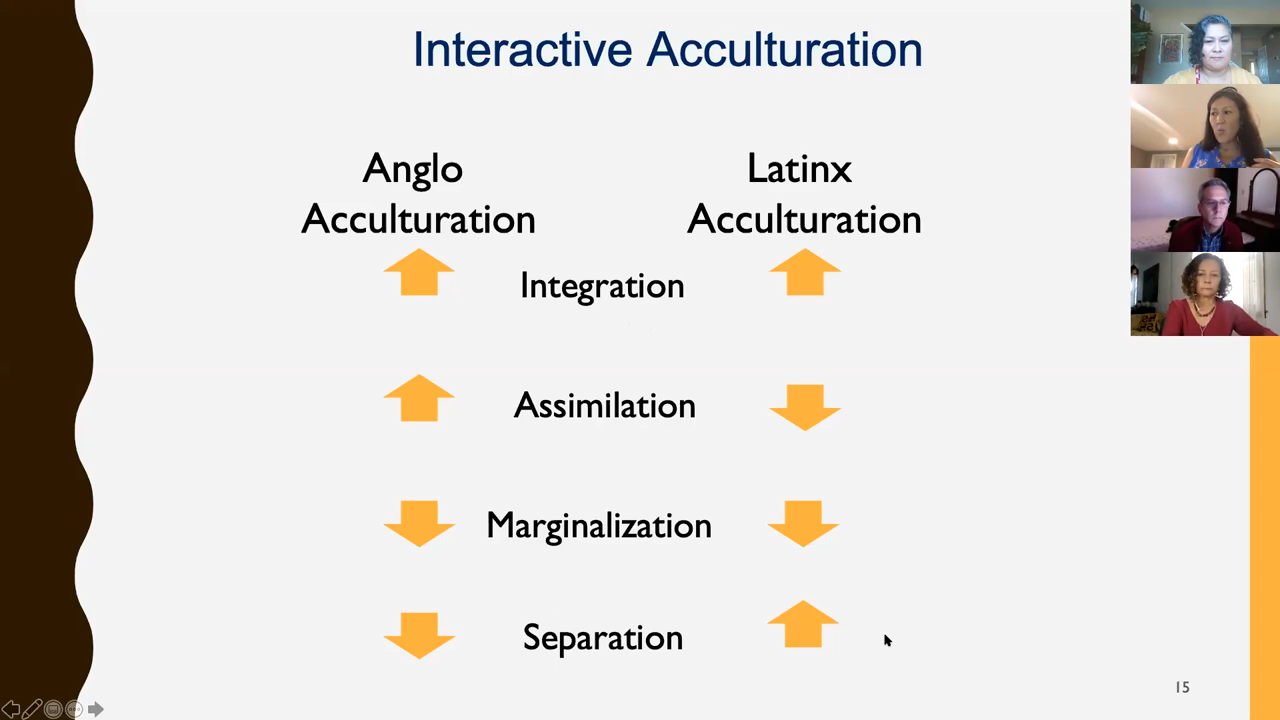 Interactive Acculturation
Anglo
Acculturation
Latinx
Acculturation
Integration
Assimilation
Marginalization
Separation
15